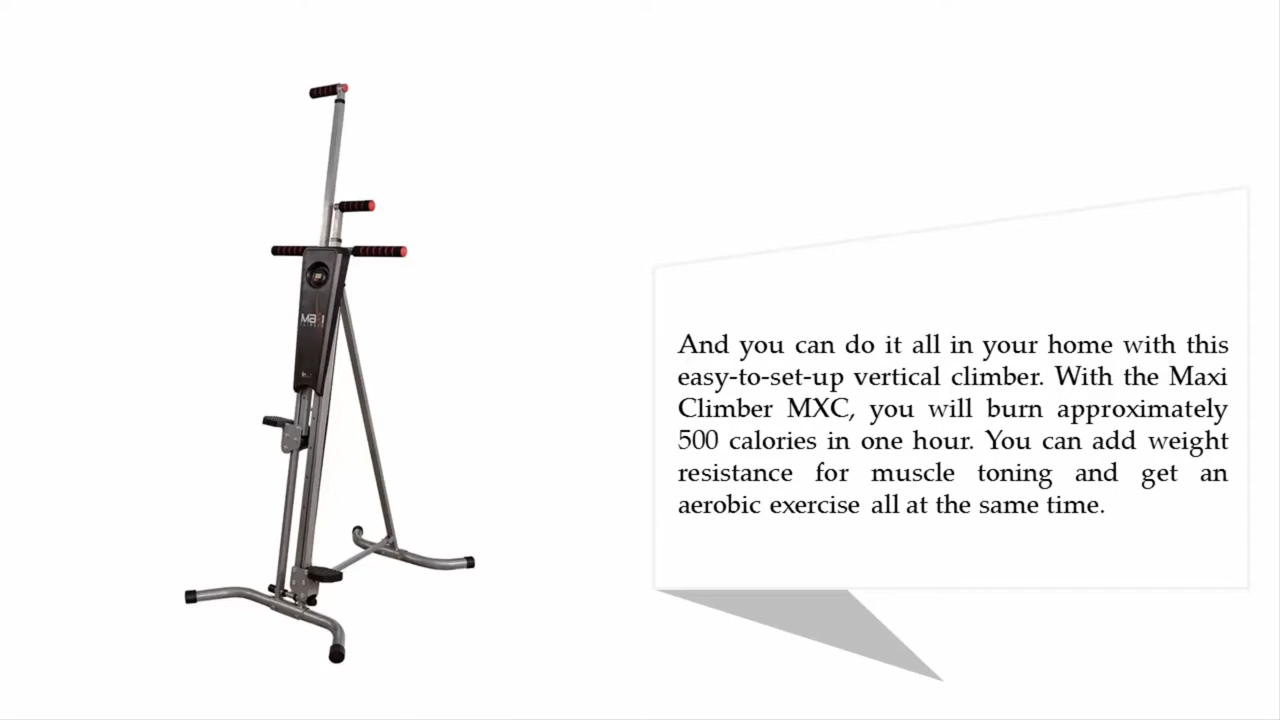 MaXi
And you can do it all in your home with this
easy-to-set-up vertical climber. With the Maxi
Climber MXC, you will burn approximately
500 calories in one hour. You can add weight
resistance for muscle toning and get an
aerobic exercise all at the same time.